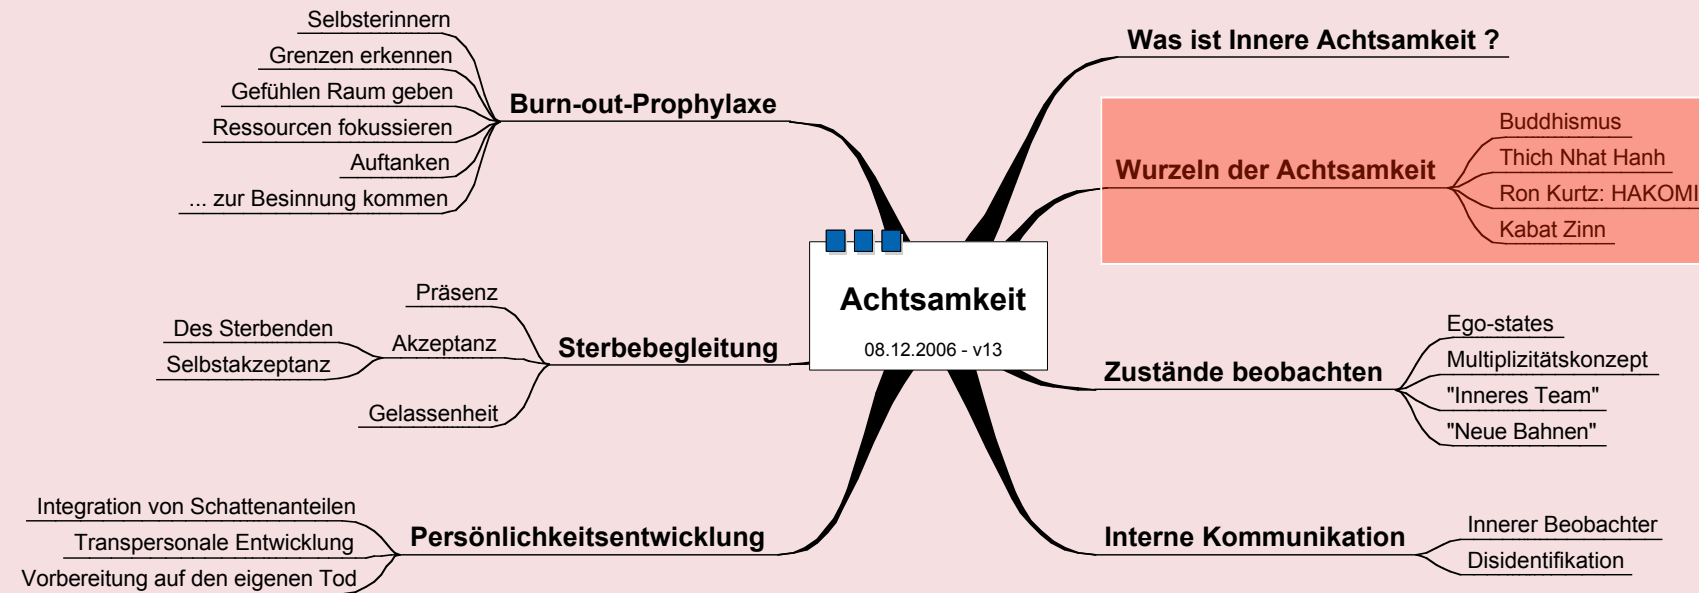 Achtsamkeit
08.12.2006 - v13
Was ist Innere Achtsamkeit ?
Wurzeln der Achtsamkeit
Buddhismus
Thich Nhat Hanh
Ron Kurtz: HAKOMI
Kabat Zinn
Zustände beobachten
Ego-states
Multiplizitätskonzept
"Inneres Team"
"Neue Bahnen"
Interne Kommunikation
Innerer Beobachter
Disidentifikation
Burn-out-Prophylaxe
Selbsterinnern
Grenzen erkennen
Gefühlen Raum geben
Ressourcen fokussieren
Auftanken
... zur Besinnung kommen
Sterbebegleitung
Präsenz
Akzeptanz
Des Sterbenden
Selbstakzeptanz
Gelassenheit
Persönlichkeitsentwicklung
Integration von Schattenanteilen
Transpersonale Entwicklung
Vorbereitung auf den eigenen Tod